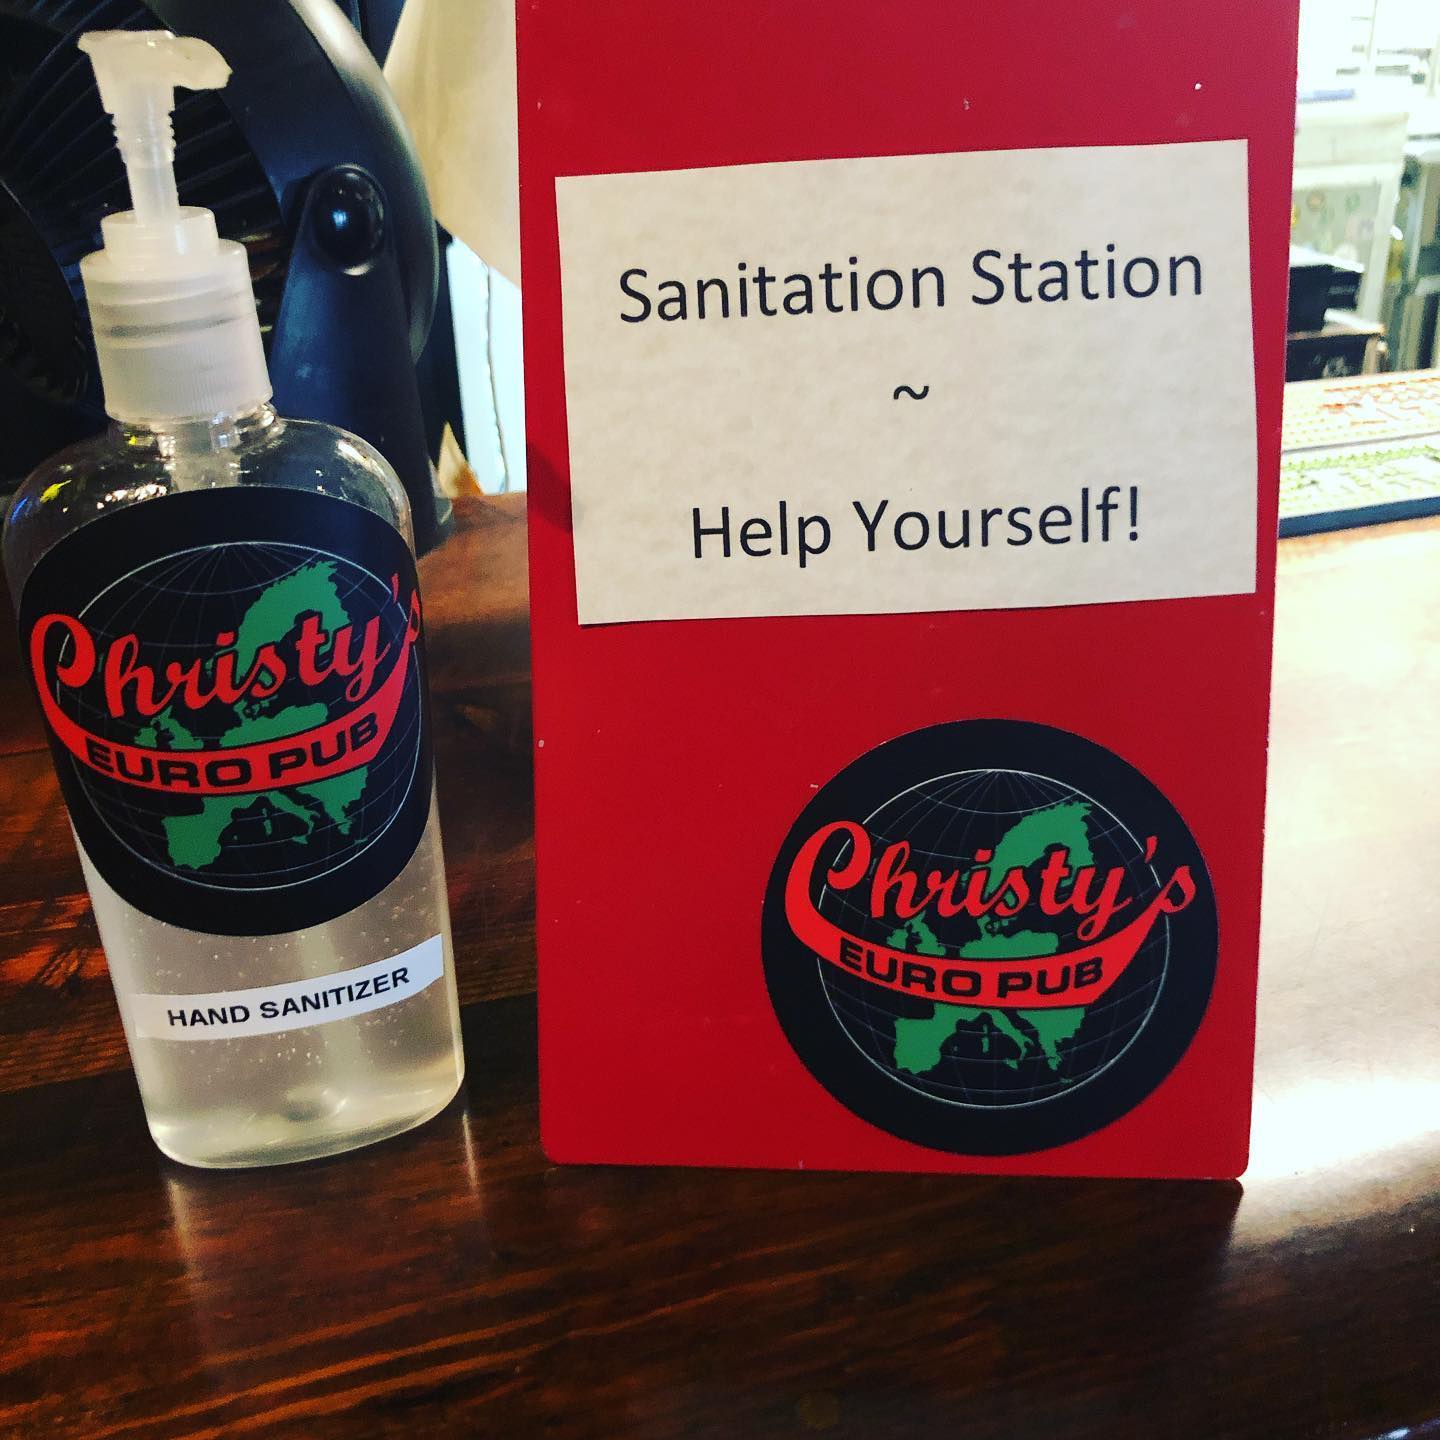 Sanitation Station
~
Help Yourself!
Christy's
EURO PUB
HAND SANITIZER
Christy's
EURO PUB